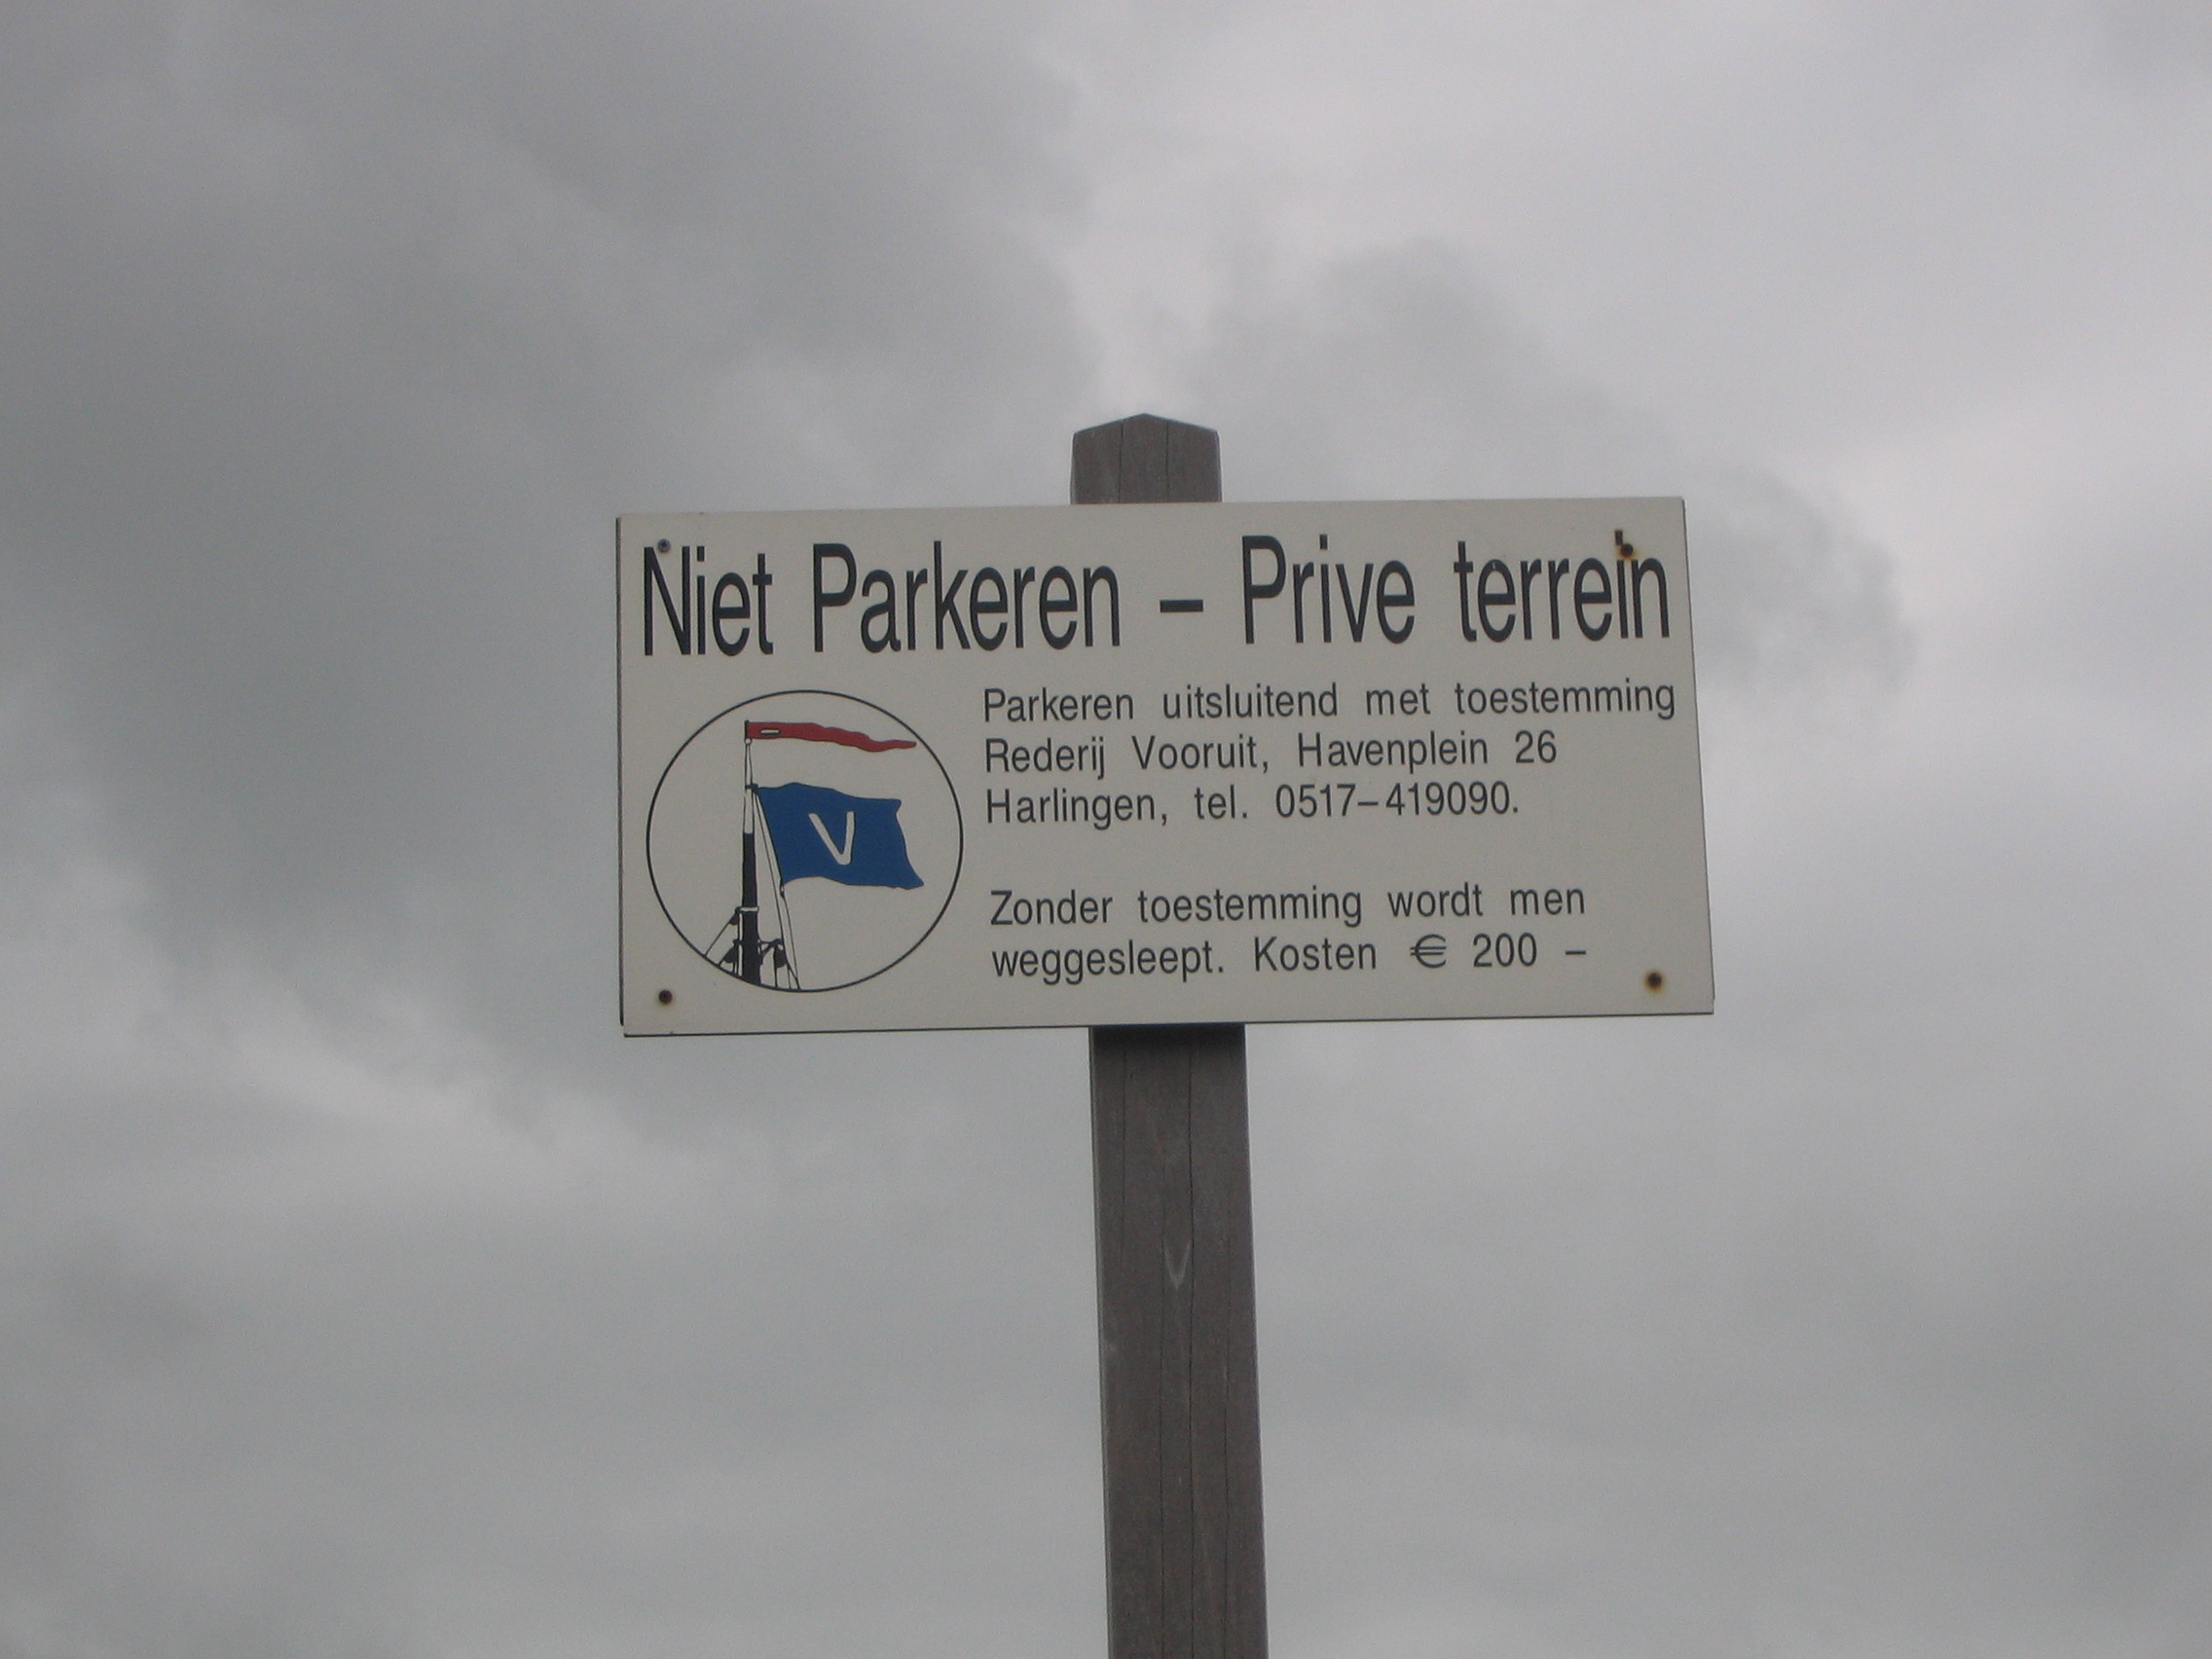 Niet Parkeren – Prive terrein
Parkeren uitsluitend met toestemming
Rederij Vooruit, Havenplein 26
Harlingen, tel. 0517–419090.
V
Zonder toestemming wordt men
weggesleept. Kosten € 200 –